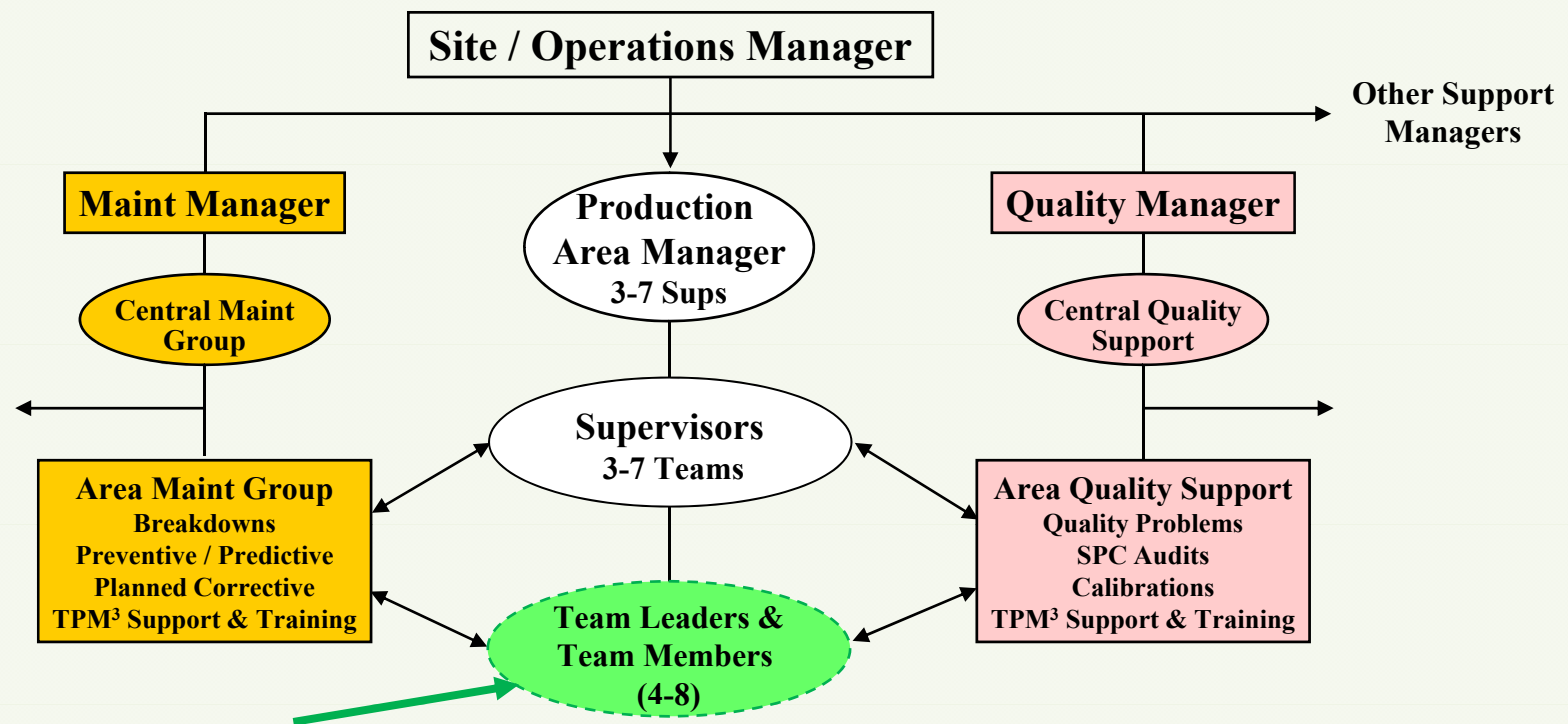 Site / Operations Manager
Other Support
Managers
Maint Manager
Production
Area Manager
3-7 Sups
Quality Manager
Central Maint
Group
Central Quality
Support
Supervisors
3-7 Teams
Area Maint Group
Breakdowns
Preventive / Predictive
Planned Corrective
TPM³ Support & Training
Area Quality Support
Quality Problems
SPC Audits
Calibrations
TPM³ Support & Training
Team Leaders &
Team Members
(4-8)